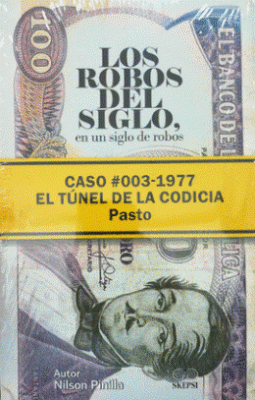 100
LOS
ROBOS
DEL
SIGLO,
en un siglo de robos
EL BANCO DE
CASO #003-1977
EL TÚNEL DE LA CODICIA
Pasto
Autor
Nilson Pinilla
SKEPSI